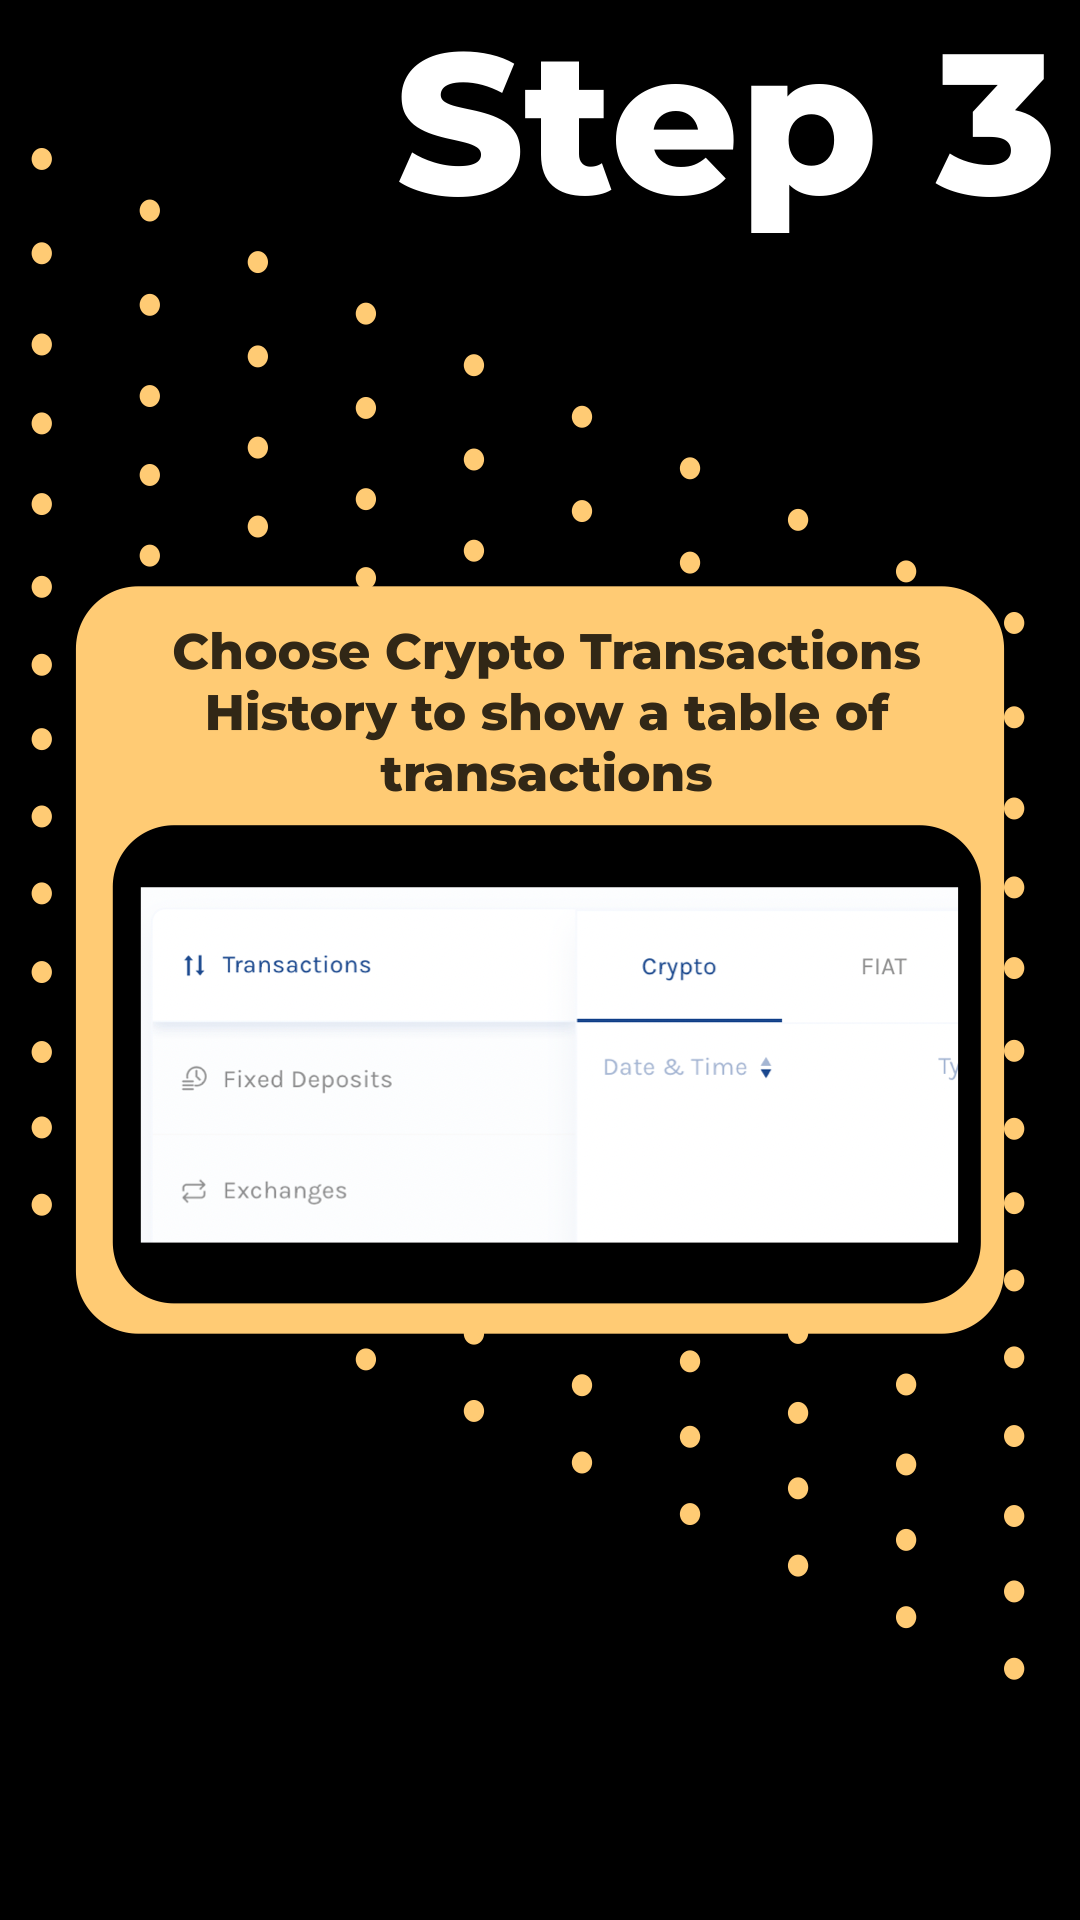 Step 3
Choose Crypto Transactions
History to show a table of
transactions
Transactions
Crypto
FIAT
Date & Time
Ty
Fixed Deposits
Exchanges